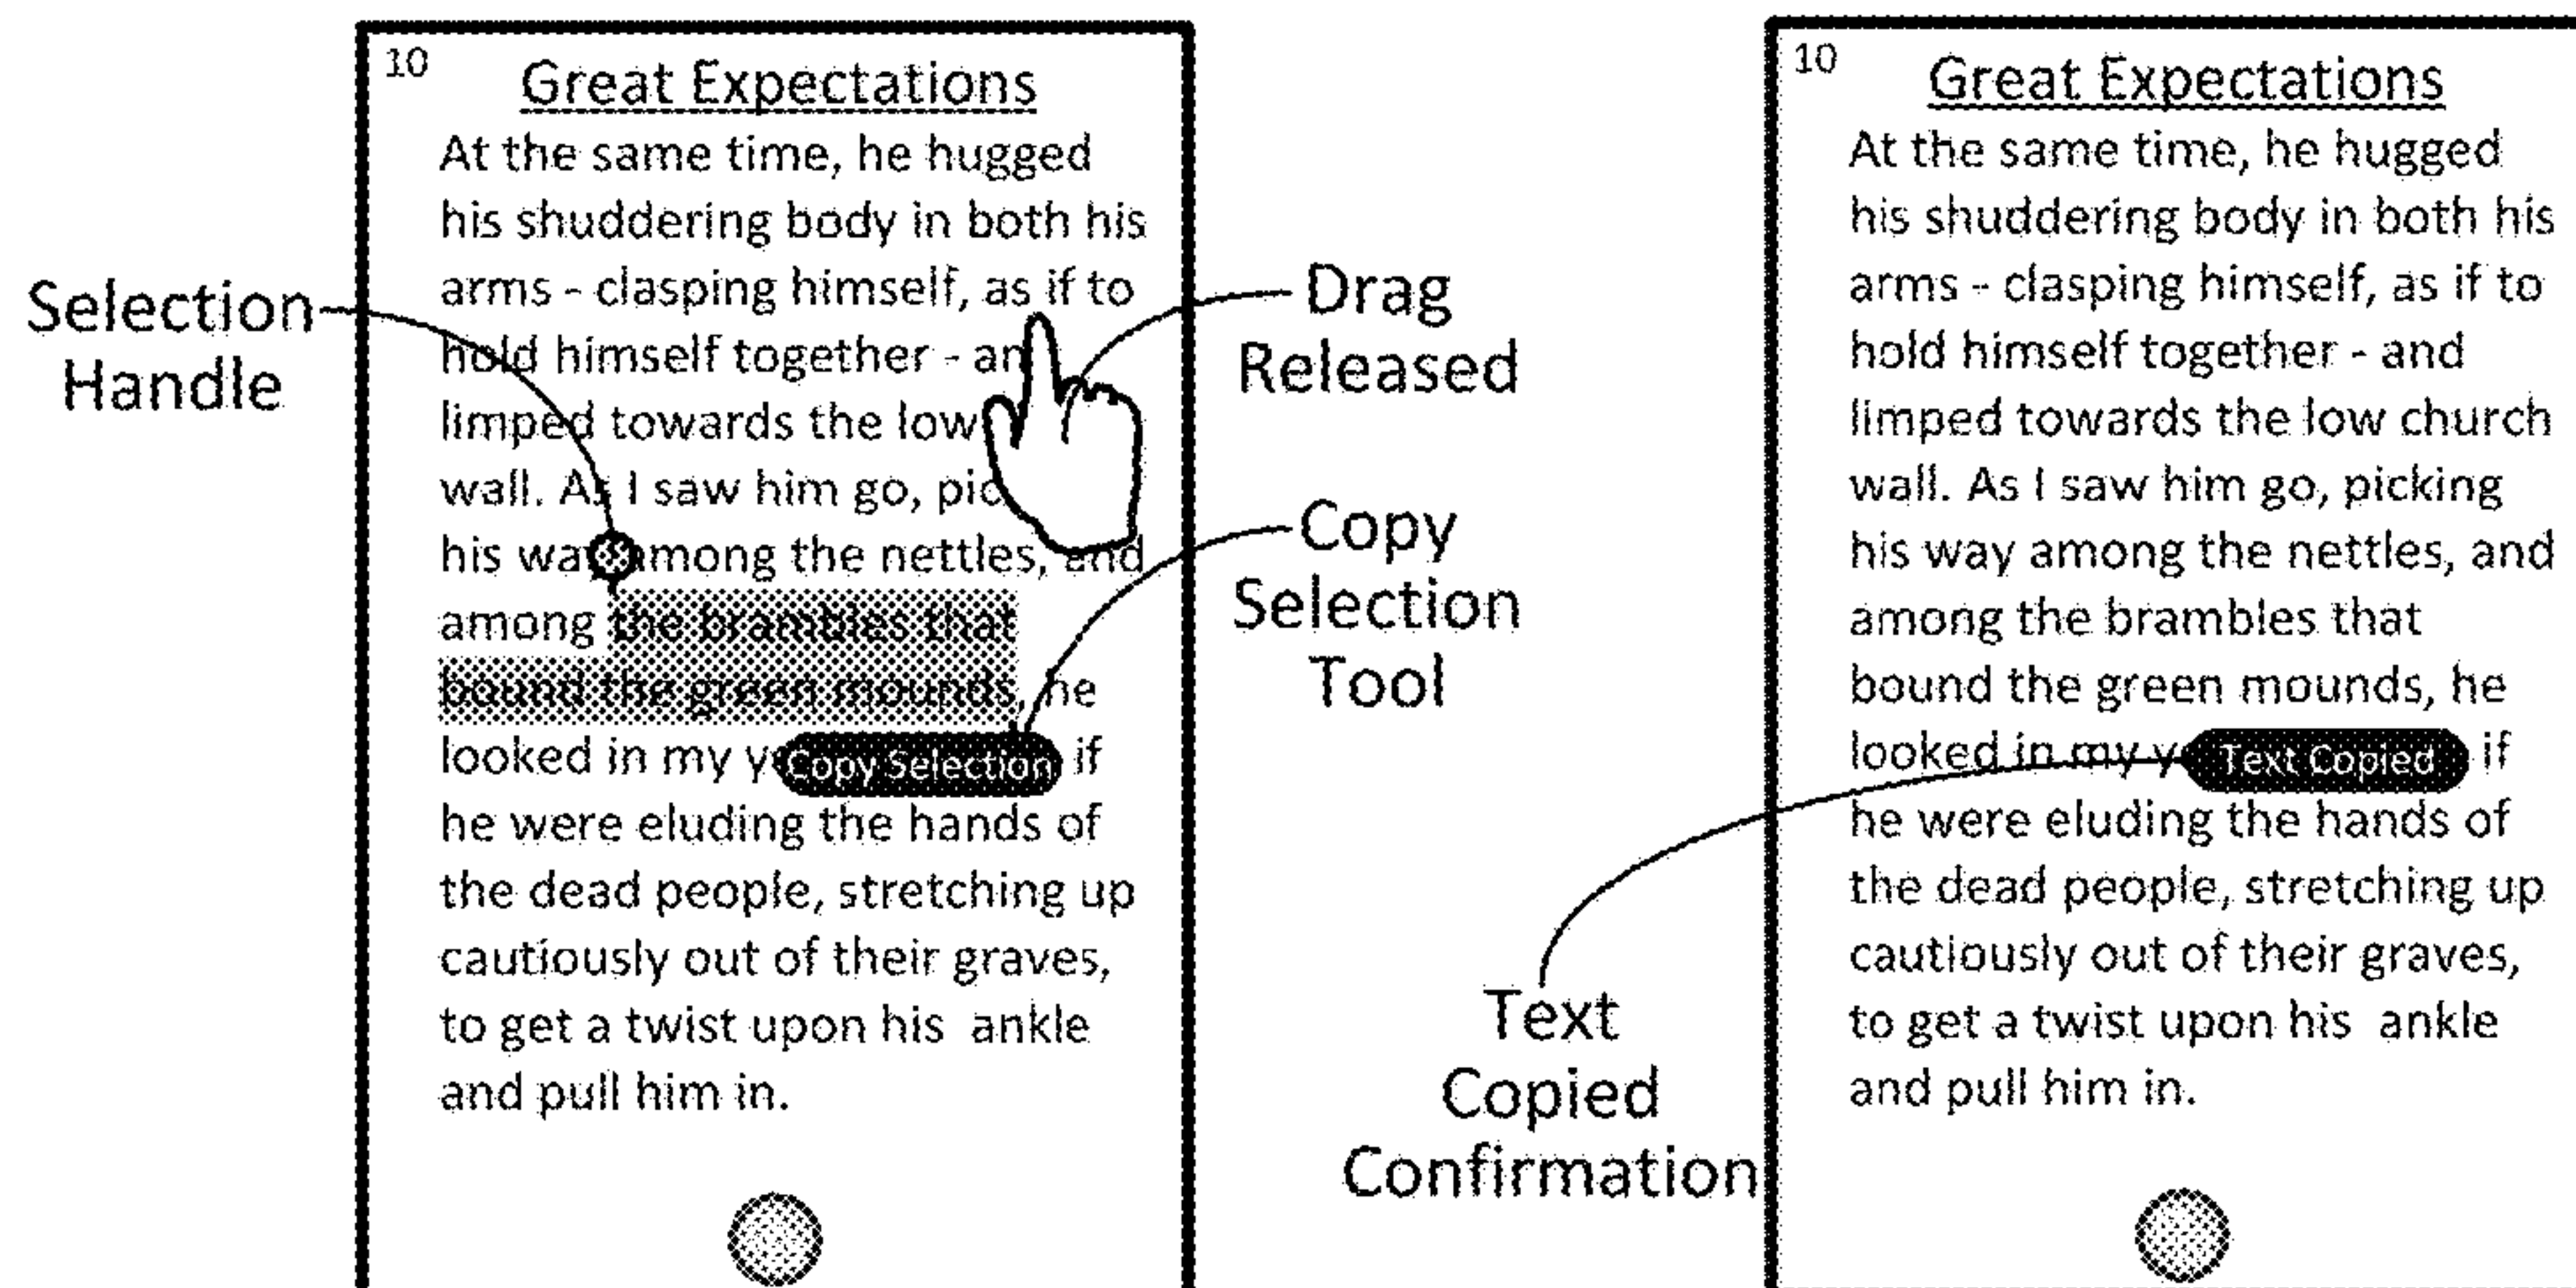 Selection
Handle
10
Great Expectations
At the same time, he hugged
his shuddering body in both his
arms - clasping himself, as if to
hold himself together - an
limped towards the low
wall. As I saw him go, pic
his way among the nettles, and
among the brambles that
bound the green mounds, he
looked in my y Copy Selection if
he were eluding the hands of
the dead people, stretching up
cautiously out of their graves,
to get a twist upon his ankle
and pull him in.
Drag
Released
Copy
Selection
Tool
Text
Copied
Confirmation
10
Great Expectations
At the same time, he hugged
his shuddering body in both his
arms - clasping himself, as if to
hold himself together - and
limped towards the low church
wall. As I saw him go, picking
his way among the nettles, and
among the brambles that
bound the green mounds, he
looked in my y Text Copied if
he were eluding the hands of
the dead people, stretching up
cautiously out of their graves,
to get a twist upon his ankle
and pull him in.